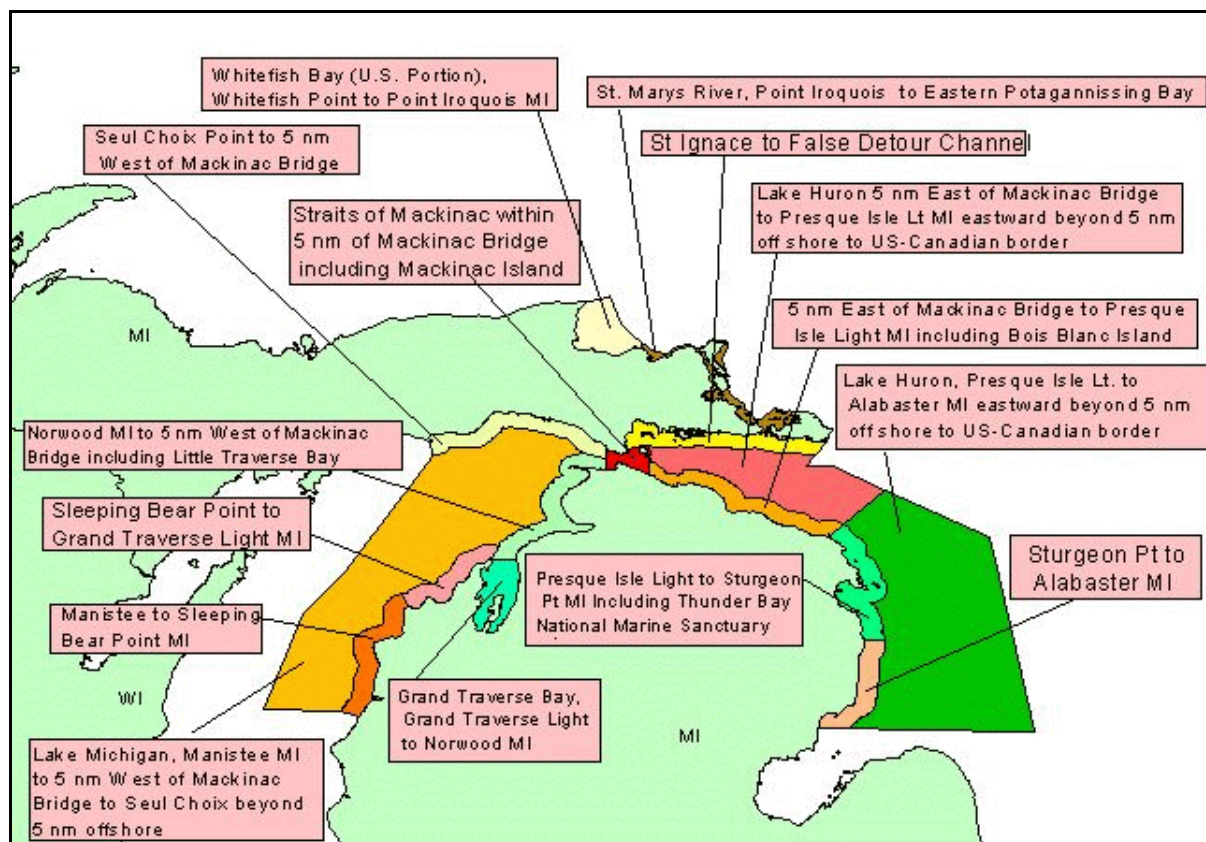 Whitefish Bay (U.S. Portion),
Whitefish Point to Point Iroquois MI
St. Marys River, Point Iroquois to Eastern Potagannissing Bay
Seul Choix Point to 5 nm
West of Mackinac Bridge
St Ignace to False Detour Channel
Straits of Mackinac within
5 nm of Mackinac Bridge
including Mackinac Island
Lake Huron 5 nm East of Mackinac Bridge
to Presque Isle Lt MI eastward beyond 5 nm
off shore to US-Canadian border
5 nm East of Mackinac Bridge to Presque
Isle Light MI including Bois Blanc Island
MI
Lake Huron, Presque Isle Lt. to
Alabaster MI eastward beyond 5 nm
off shore to US-Canadian border
Norwood MI to 5 nm West of Mackinac
Bridge including Little Traverse Bay
Sleeping Bear Point to
Grand Traverse Light MI
Sturgeon Pt to
Alabaster MI
Presque Isle Light to Sturgeon
Pt MI Including Thunder Bay
National Marine Sanctuary
Manistee to Sleeping
Bear Point MI
WI
Grand Traverse Bay,
Grand Traverse Light
to Norwood MI
MI
Lake Michigan, Manistee MI
to 5 nm West of Mackinac
Bridge to Seul Choix beyond
5 nm offshore